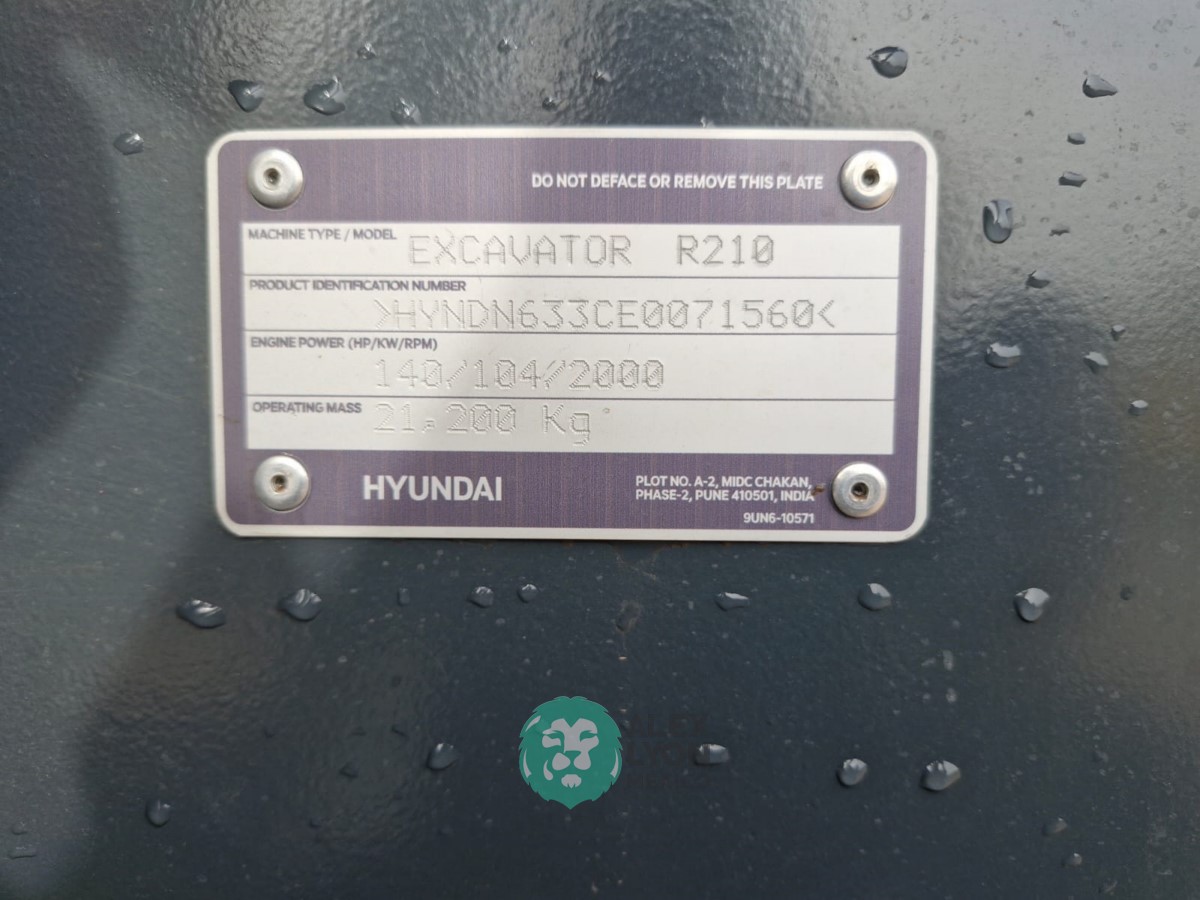 DO NOT DEFACE OR REMOVE THIS PLATE
MACHINE TYPE / MODEL EXCAVATOR R210
PRODUCT IDENTIFICATION NUMBER
>HYNDN633CE0071560<
ENGINE POWER (HP/KW/RPM)
140/104/2000
OPERATING MASS 21,200 Kg
HYUNDAI
PLOT NO. A-2, MIDC CHAKAN,
PHASE-2, PUNE 410501, INDIA
9UN6-10571